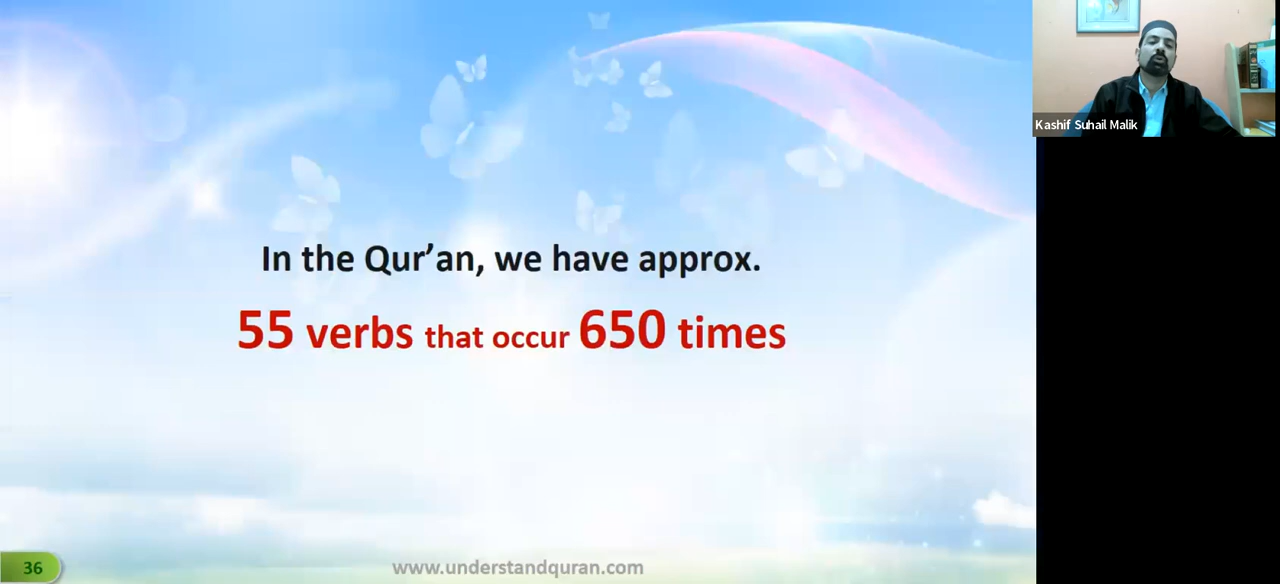 In the Qur’an, we have approx.
55 verbs that occur 650 times
Kashif Suhail Malik
36
www.understandquran.com